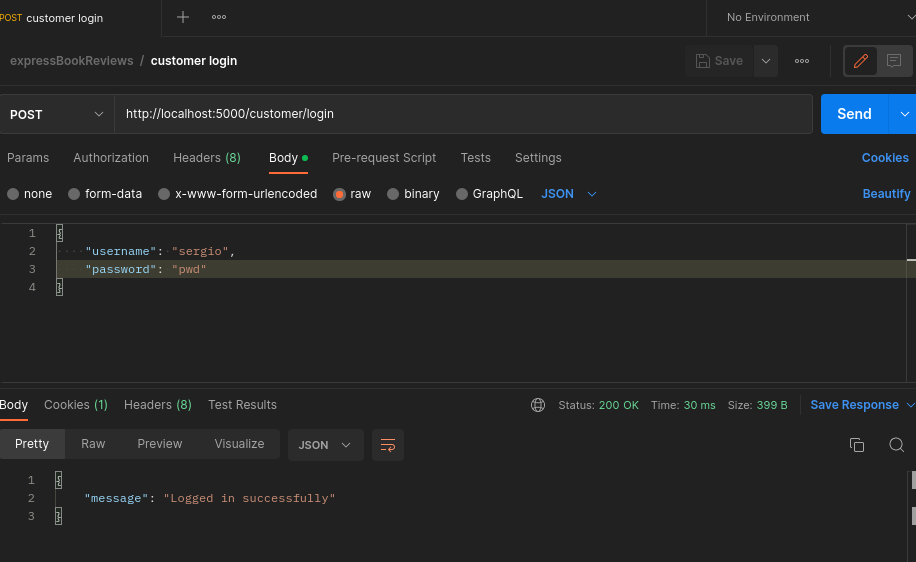 POST customer login No Environment
expressBookReviews / customer login Save
POST http://localhost:5000/customer/login Send
Params Authorization Headers (8) Body Pre-request Script Tests Settings Cookies
none form-data x-www-form-urlencoded raw binary GraphQL JSON Beautify
1 {
2 "username": "sergio",
3 "password": "pwd"
4 }
Body Cookies (1) Headers (8) Test Results Status: 200 OK Time: 30 ms Size: 399 B Save Response
Pretty Raw Preview Visualize JSON
1 {
2 "message": "Logged in successfully"
3 }